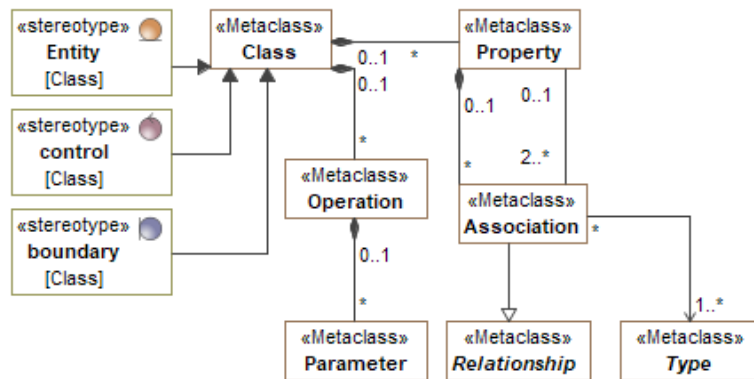 «stereotype»
Entity
[Class]
«Metaclass»
Class
«Metaclass»
Property
0..1
*
0..1
0..1
0..1
«stereotype»
control
[Class]
*
*
2..*
«Metaclass»
Operation
«Metaclass»
Association
«stereotype»
boundary
[Class]
0..1
*
*
1..*
«Metaclass»
Parameter
«Metaclass»
Relationship
«Metaclass»
Type